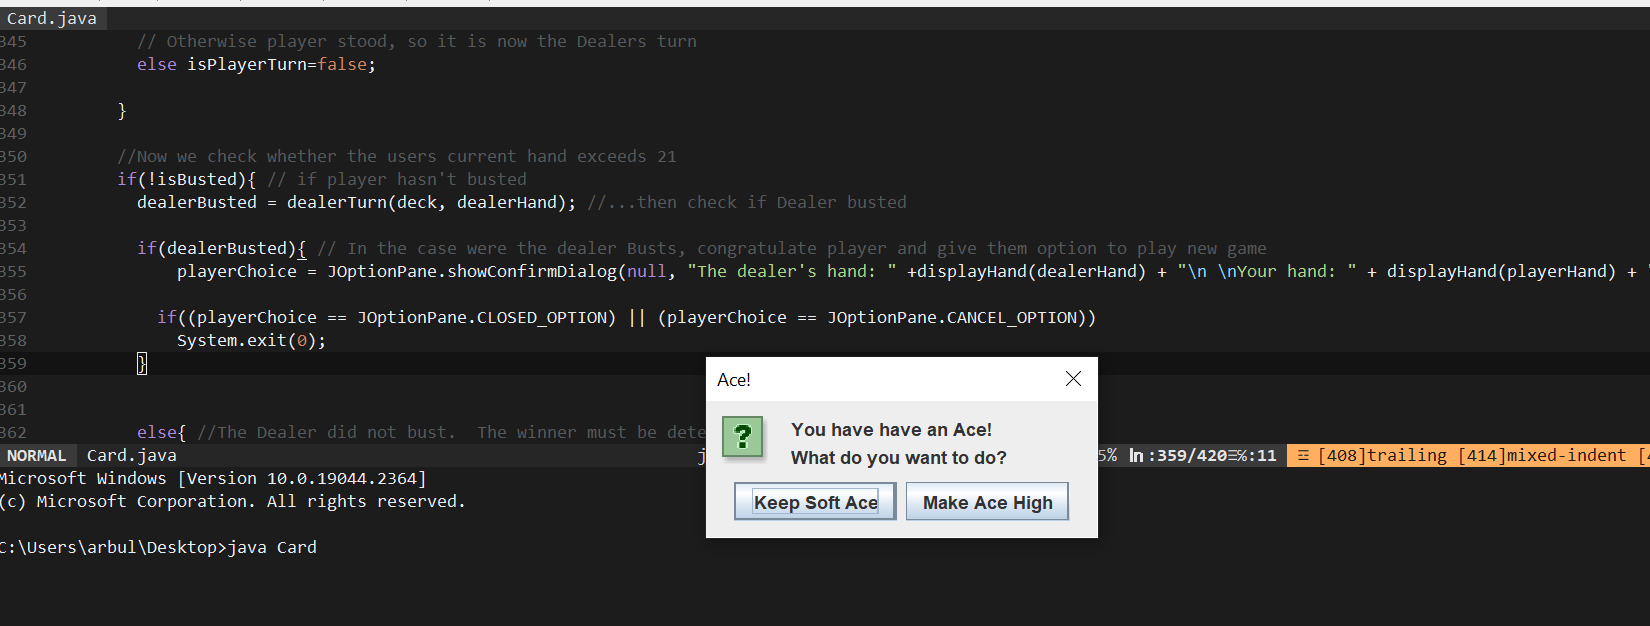 Card.java
345 // Otherwise player stood, so it is now the Dealers turn
346 else isPlayerTurn=false;
347
348 }
349
350 //Now we check whether the users current hand exceeds 21
351 if(!isBusted){ // if player hasn't busted
352 dealerBusted = dealerTurn(deck, dealerHand); //...then check if Dealer busted
353
354 if(dealerBusted){ // In the case were the dealer Busts, congratulate player and give them option to play new game
355 playerChoice = JOptionPane.showConfirmDialog(null, "The dealer's hand: " +displayHand(dealerHand) + "\n \nYour hand: " + displayHand(playerHand) + "
356
357 if((playerChoice == JOptionPane.CLOSED_OPTION) || (playerChoice == JOptionPane.CANCEL_OPTION))
358 System.exit(0);
359 }
360
361
362 else{ //The Dealer did not bust. The winner must be dete
Ace!
You have have an Ace!
What do you want to do?
Keep Soft Ace Make Ace High
NORMAL Card.java j 5% ln:359/420☰%:11 ☲ [408]trailing [414]mixed-indent [4
Microsoft Windows [Version 10.0.19044.2364]
(c) Microsoft Corporation. All rights reserved.
C:\Users\arbul\Desktop>java Card